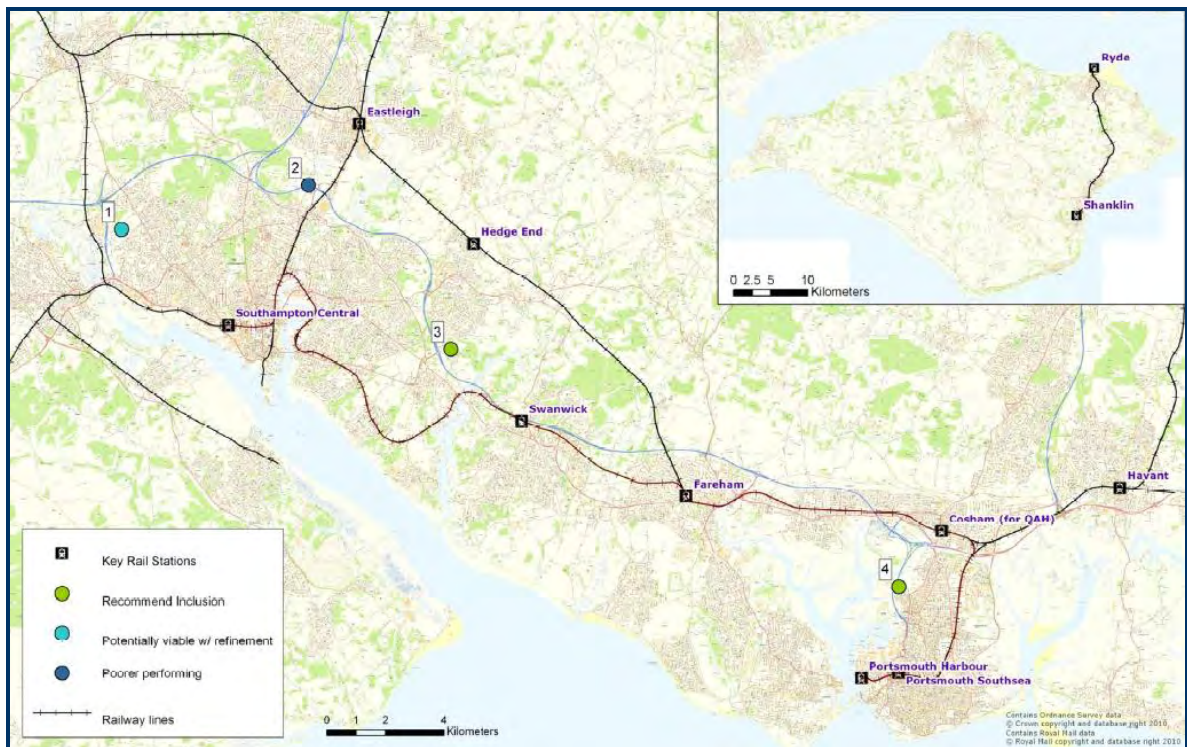 Ryde
Eastleigh
2
1
Shanklin
Hedge End
0 2.5 5 10
Kilometers
Southampton Central
3
Swanwick
Fareham
Havant
Cosham (for QAH)
4
Key Rail Stations
Recommend Inclusion
Potentially viable w/ refinement
Poorer performing
Railway lines
Portsmouth Harbour
Portsmouth Southsea
0 1 2 4
Kilometers
Contains Ordnance Survey data
© Crown copyright and database right 2010
Contains Royal Mail data
© Royal Mail copyright and database right 2010